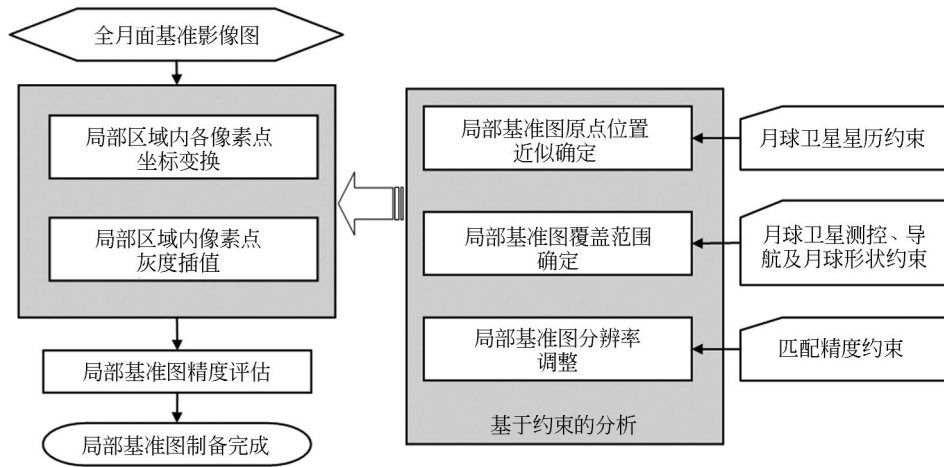 全月面基准影像图
局部区域内各像素点
坐标变换
局部区域内像素点
灰度插值
局部基准图精度评估
局部基准图制备完成
局部基准图原点位置
近似确定
局部基准图覆盖范围
确定
局部基准图分辨率
调整
基于约束的分析
月球卫星星历约束
月球卫星测控、导
航及月球形状约束
匹配精度约束